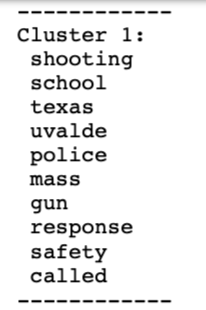 ------------
Cluster 1:
shooting
school
texas
uvalde
police
mass
gun
response
safety
called
------------